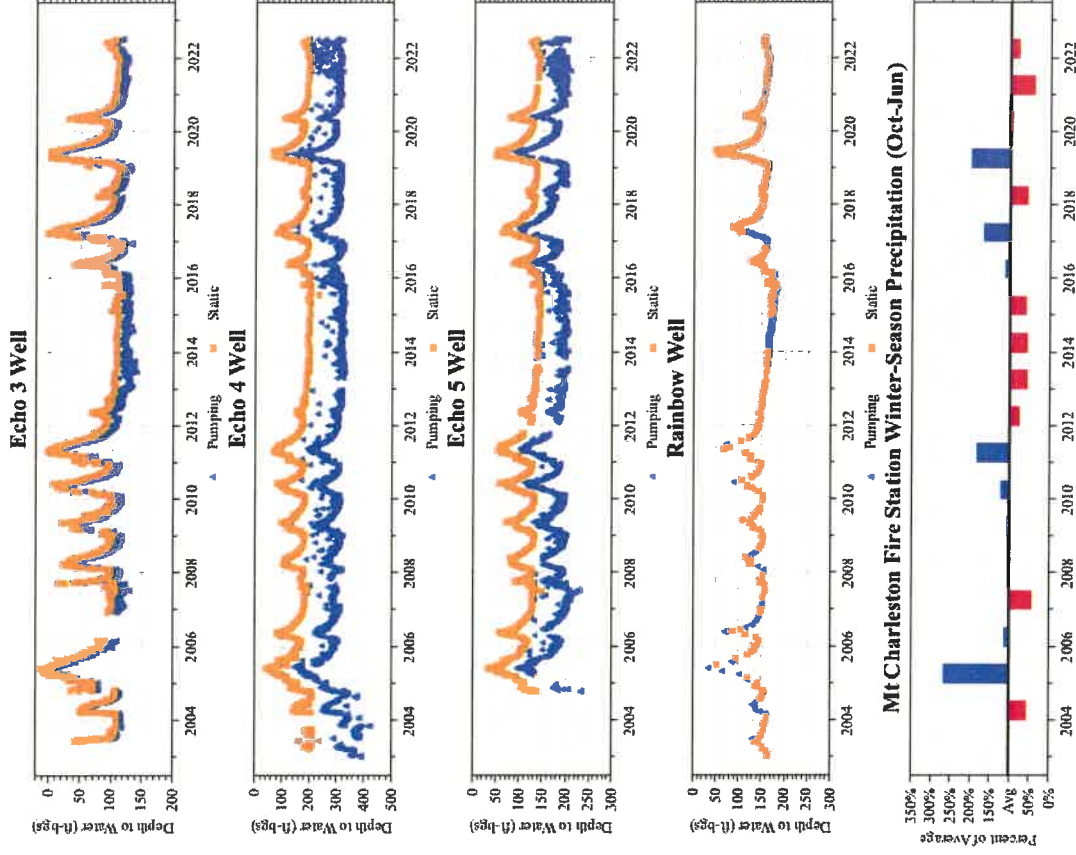 Echo 3 Well
Depth to Water (ft-bgs)
0
50
100
150
200
2004 2006 2008 2010 2012 2014 2016 2018 2020 2022
Pumping Static
Echo 4 Well
Depth to Water (ft-bgs)
0
100
200
300
400
500
2004 2006 2008 2010 2012 2014 2016 2018 2020 2022
Pumping Static
Echo 5 Well
Depth to Water (ft-bgs)
0
50
100
150
200
250
300
2004 2006 2008 2010 2012 2014 2016 2018 2020 2022
Pumping Static
Rainbow Well
Depth to Water (ft-bgs)
0
50
100
150
200
250
300
2004 2006 2008 2010 2012 2014 2016 2018 2020 2022
Pumping Static
Mt Charleston Fire Station Winter-Season Precipitation (Oct-Jun)
Percent of Average
350%
300%
250%
200%
150%
Avg
50%
0%
2004 2006 2008 2010 2012 2014 2016 2018 2020 2022